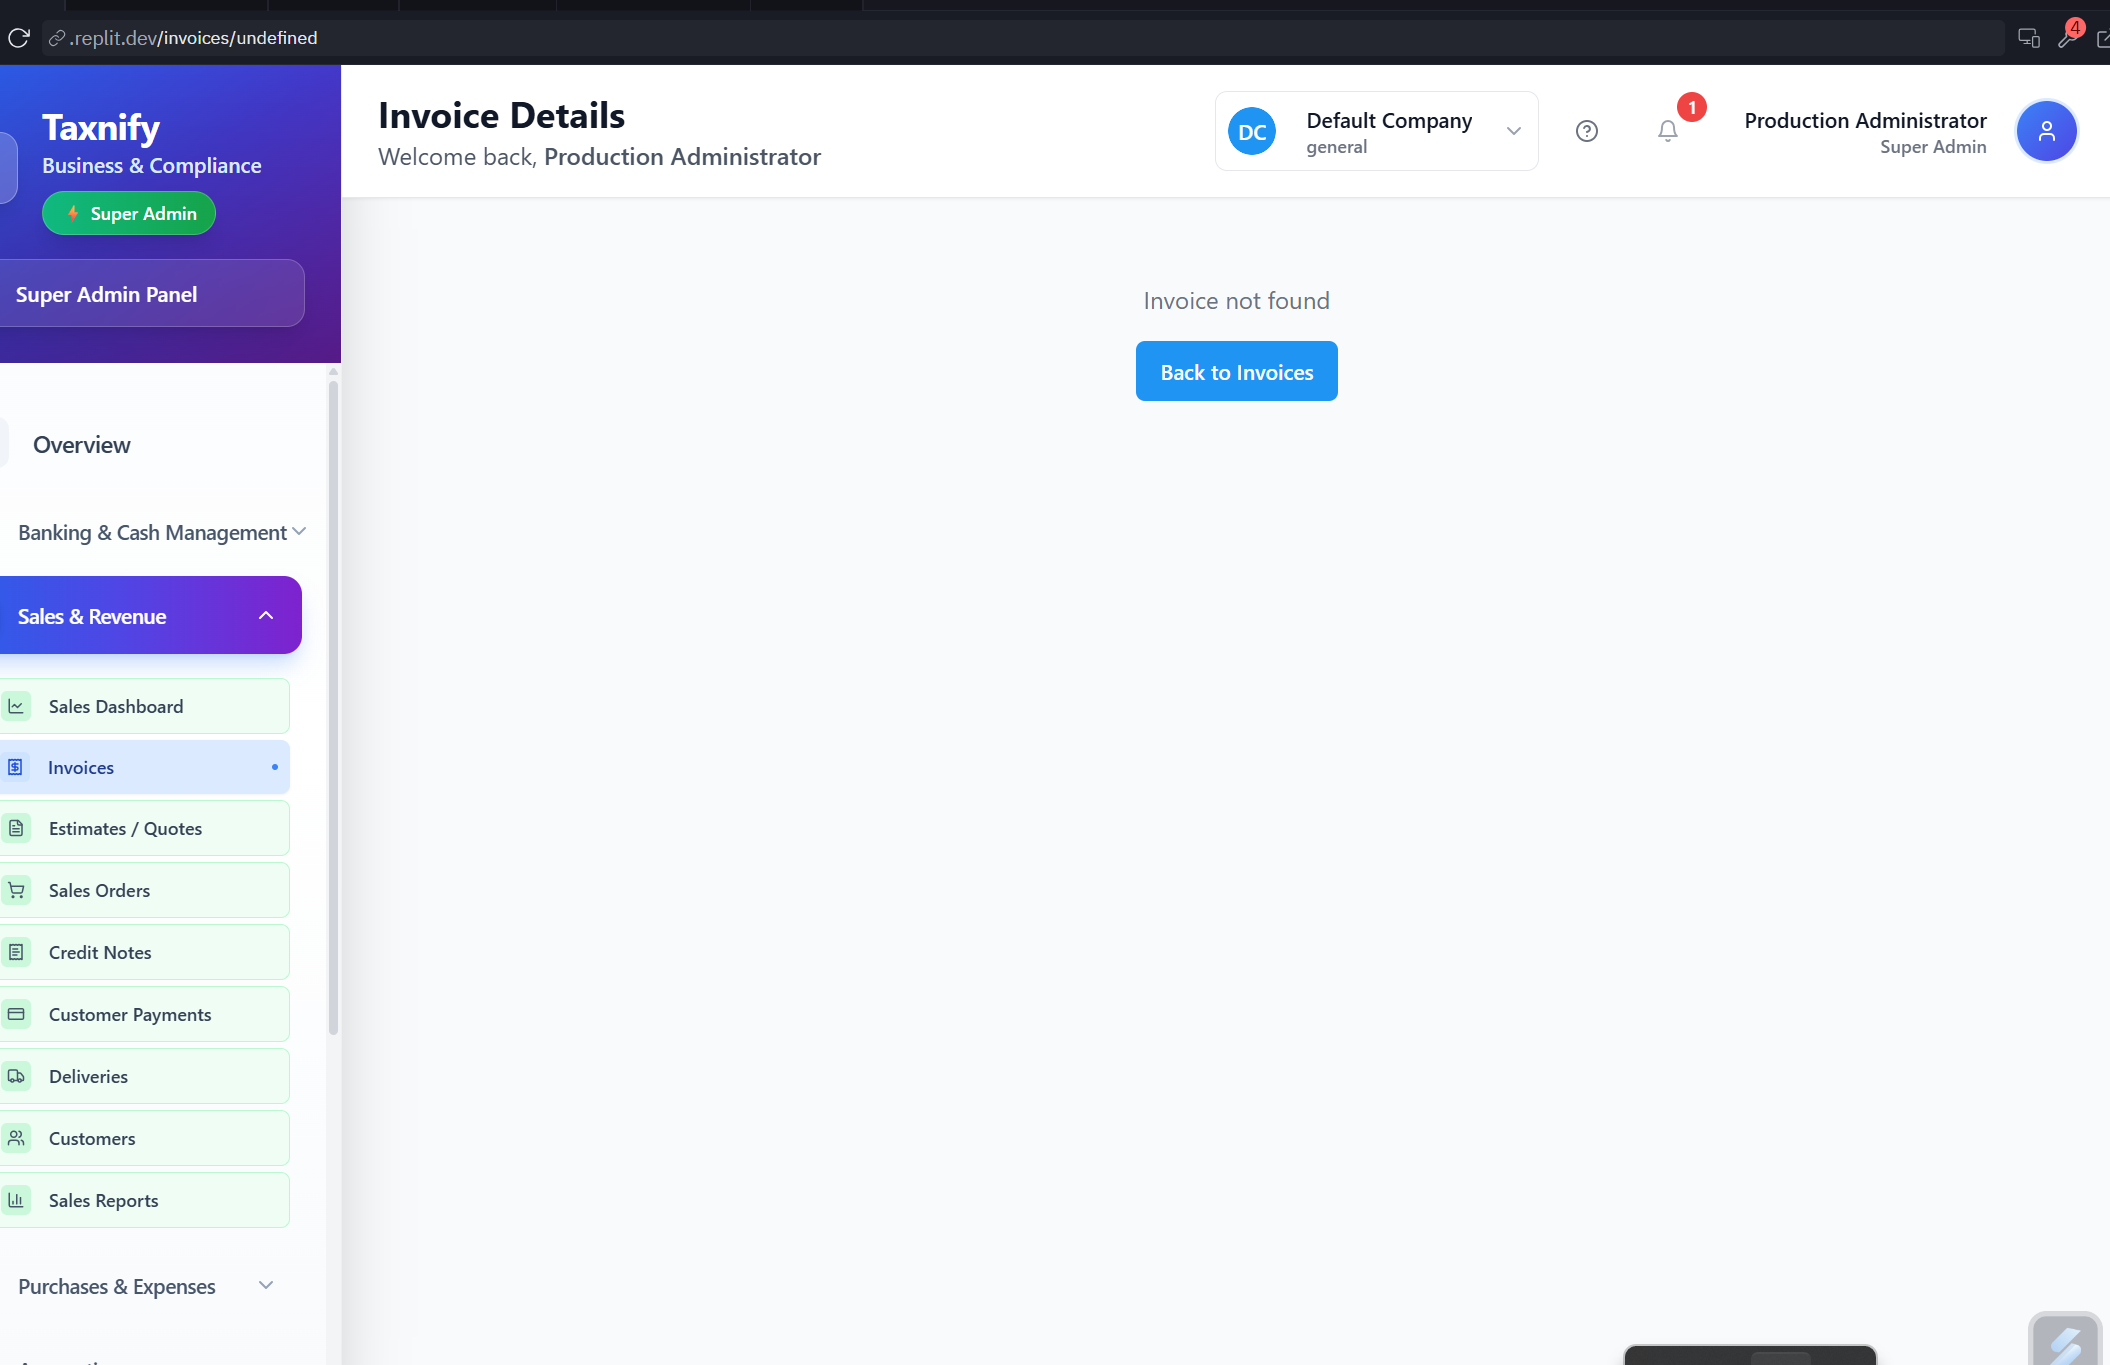 .replit.dev/invoices/undefined
4
Taxnify
Business & Compliance
Super Admin
Super Admin Panel
Invoice Details
Welcome back, Production Administrator
DC
Default Company
general
1
Production Administrator
Super Admin
Invoice not found
Back to Invoices
Overview
Banking & Cash Management
Sales & Revenue
Sales Dashboard
Invoices
Estimates / Quotes
Sales Orders
Credit Notes
Customer Payments
Deliveries
Customers
Sales Reports
Purchases & Expenses